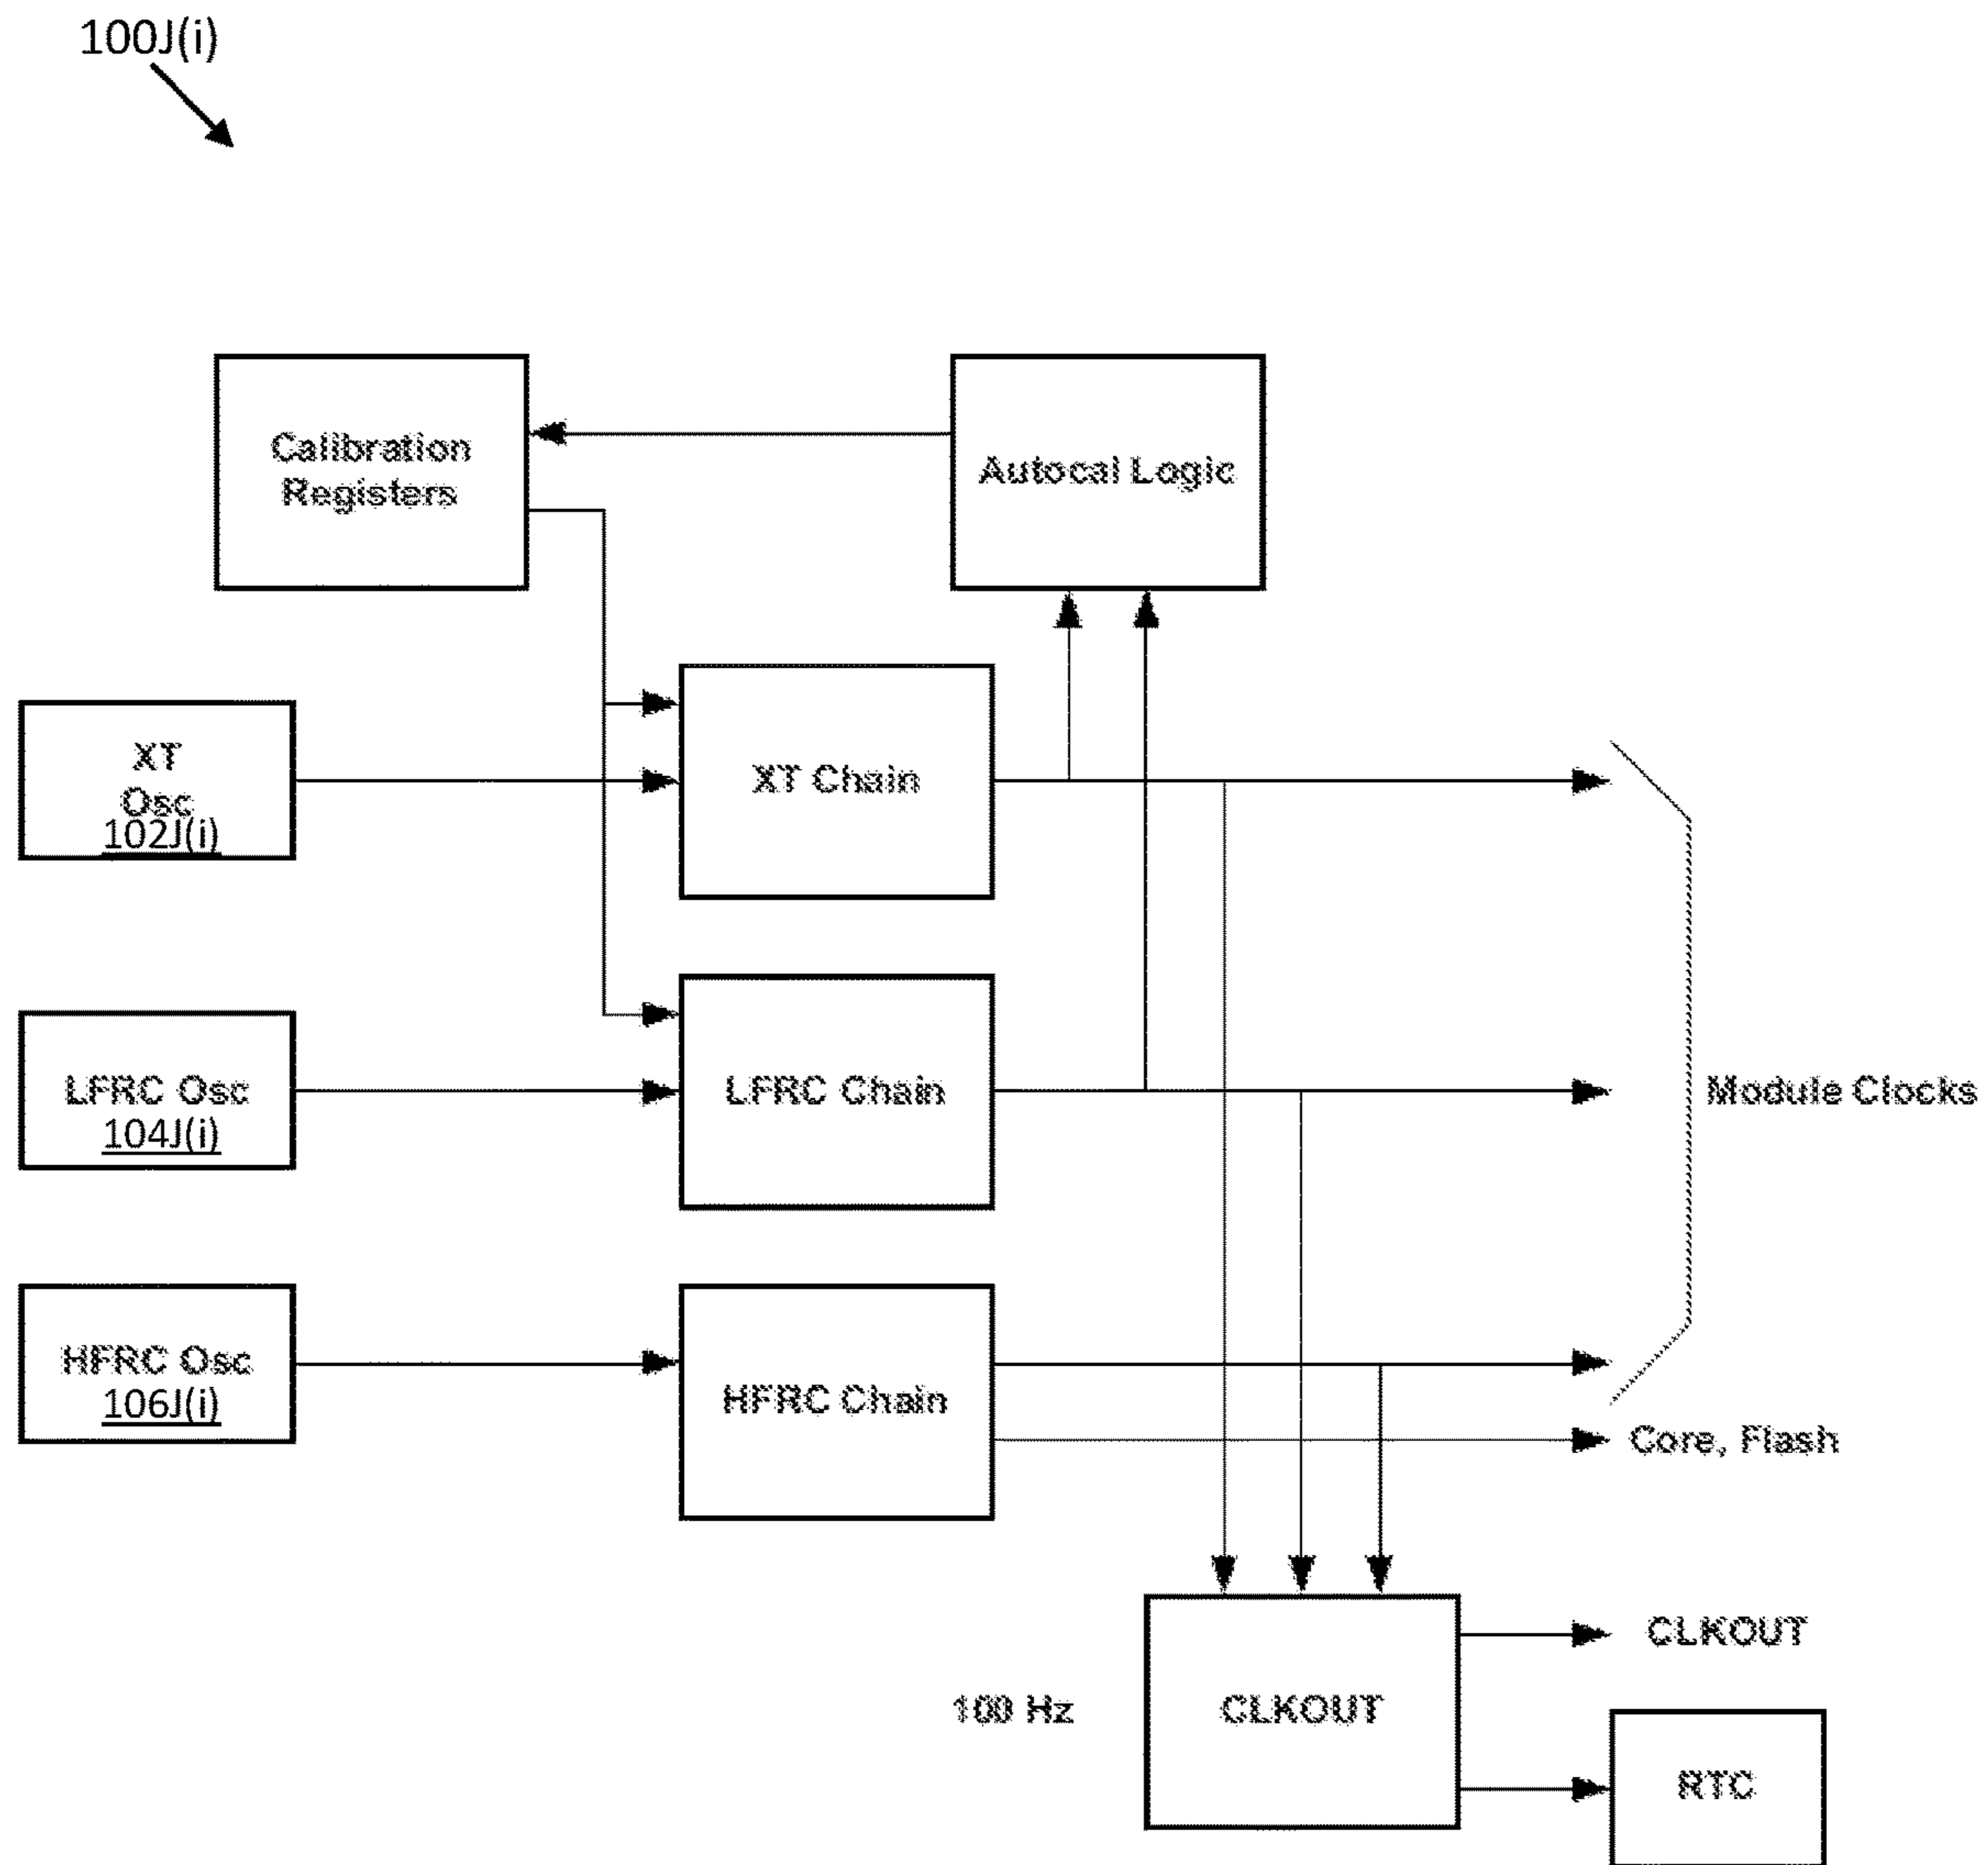 100J(i)
Calibration
Registers
Autocal Logic
XT
Osc
102J(i)
XT Chain
LFRC Osc
104J(i)
LFRC Chain
Module Clocks
HFRC Osc
106J(i)
HFRC Chain
Core, Flash
CLKOUT
100 Hz
CLKOUT
RTC